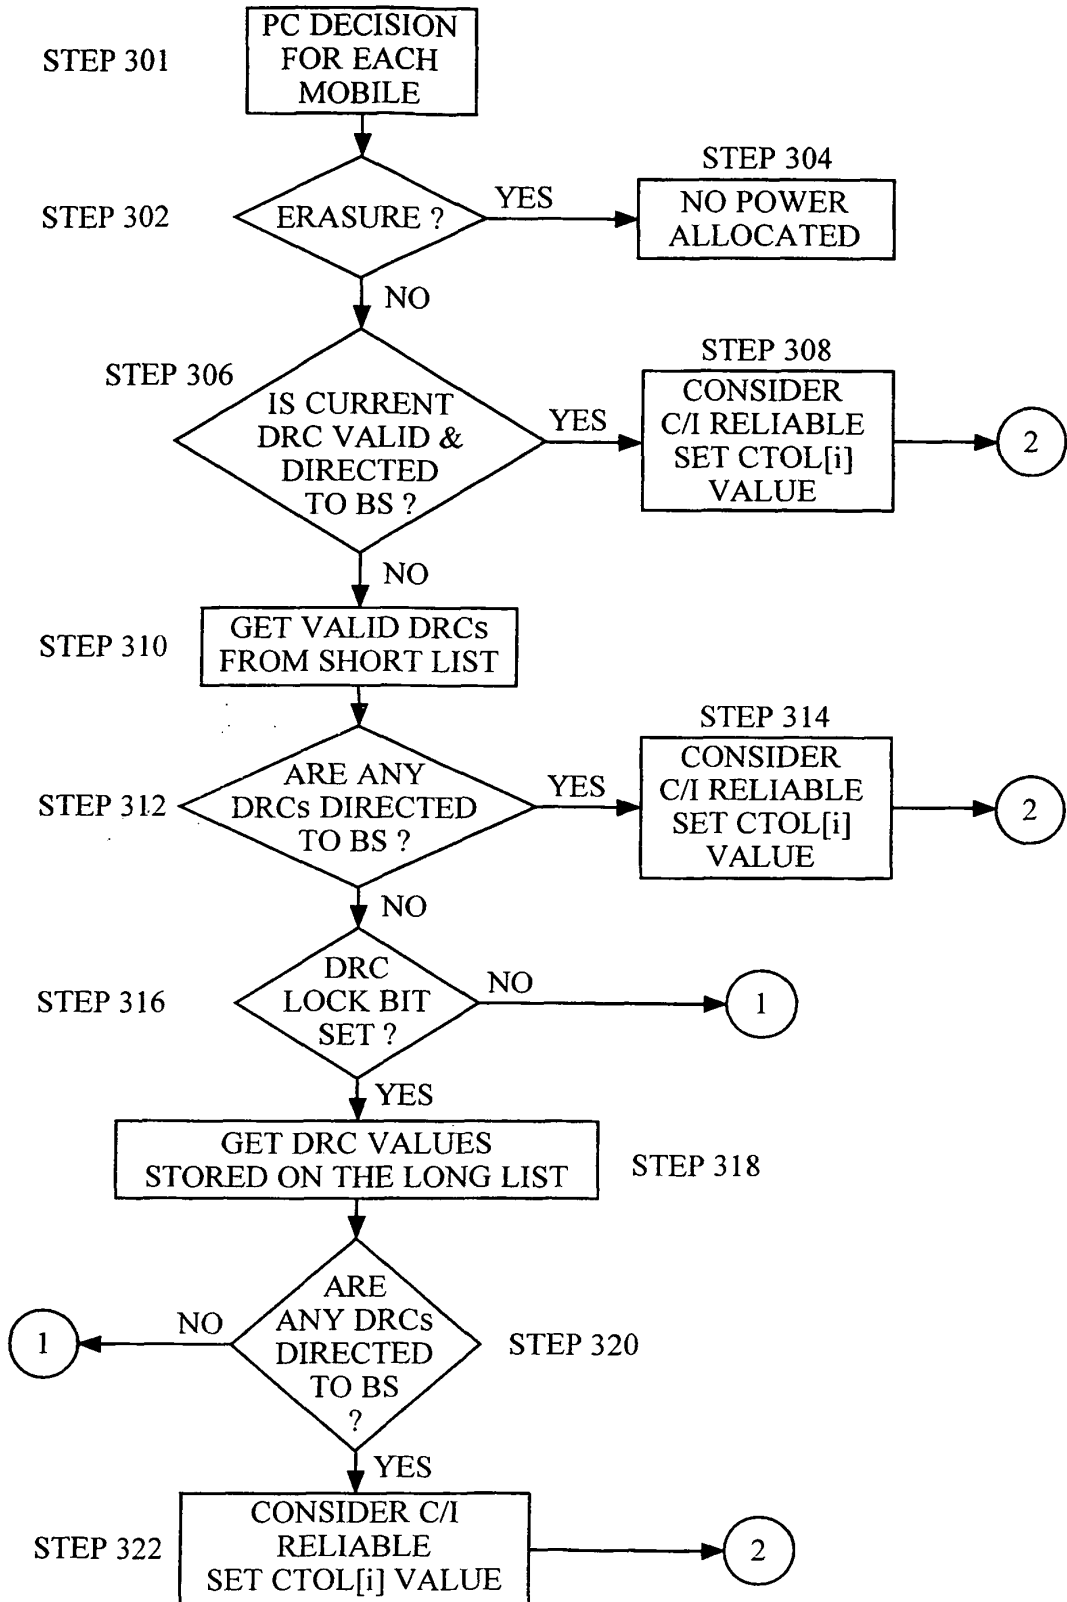 STEP 301
PC DECISION
FOR EACH
MOBILE
STEP 302
ERASURE ?
YES
STEP 304
NO POWER
ALLOCATED
NO
STEP 306
IS CURRENT
DRC VALID &
DIRECTED
TO BS ?
YES
STEP 308
CONSIDER
C/I RELIABLE
SET CTOL[i]
VALUE
2
NO
STEP 310
GET VALID DRCs
FROM SHORT LIST
STEP 312
ARE ANY
DRCs DIRECTED
TO BS ?
YES
STEP 314
CONSIDER
C/I RELIABLE
SET CTOL[i]
VALUE
2
NO
STEP 316
DRC
LOCK BIT
SET ?
NO
1
YES
GET DRC VALUES
STORED ON THE LONG LIST
STEP 318
ARE
ANY DRCs
DIRECTED
TO BS
?
STEP 320
NO
1
YES
STEP 322
CONSIDER C/I
RELIABLE
SET CTOL[i] VALUE
2